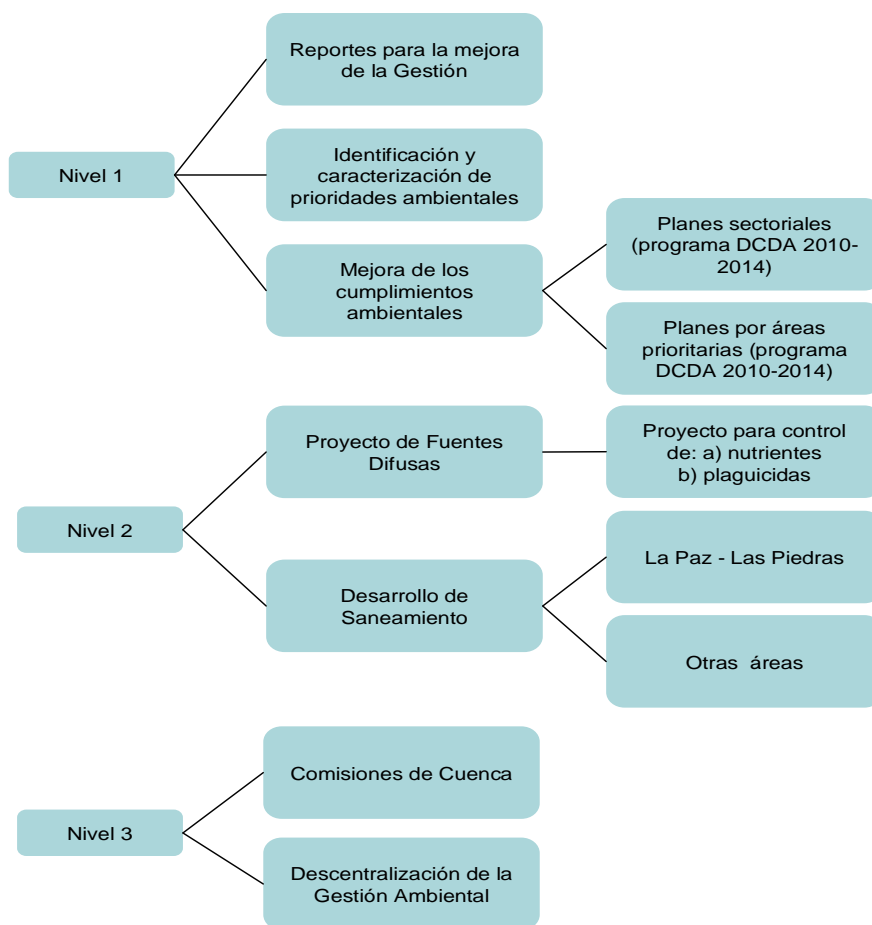 Reportes para la mejora
de la Gestión
Nivel 1
Identificación y
caracterización de
prioridades ambientales
Mejora de los
cumplimientos
ambientales
Planes sectoriales
(programa DCDA 2010-
2014)
Planes por áreas
prioritarias (programa
DCDA 2010-2014)
Nivel 2
Proyecto de Fuentes
Difusas
Proyecto para control
de: a) nutrientes
b) plaguicidas
Desarrollo de
Saneamiento
La Paz - Las Piedras
Otras áreas
Nivel 3
Comisiones de Cuenca
Descentralización de la
Gestión Ambiental